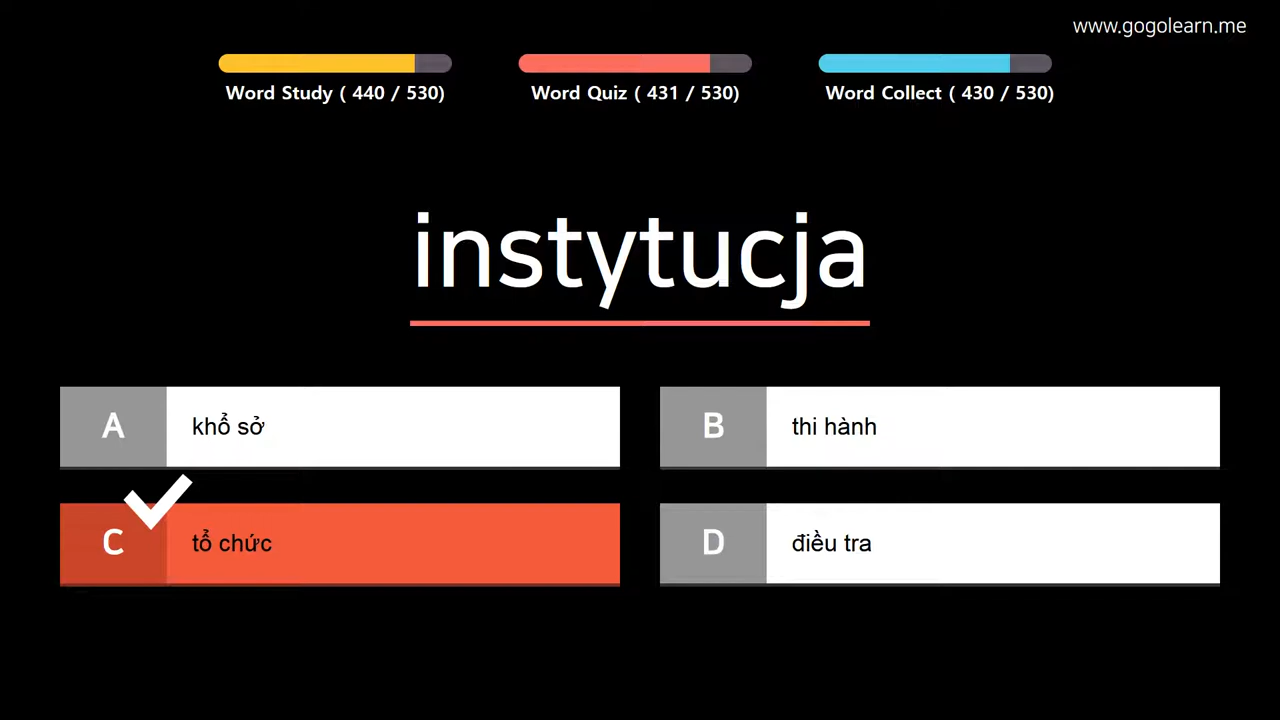 www.gogolearn.me
Word Study ( 440 / 530)
Word Quiz ( 431 / 530)
Word Collect ( 430 / 530)
instytucja
A khổ sở
B thi hành
C tổ chức
D điều tra